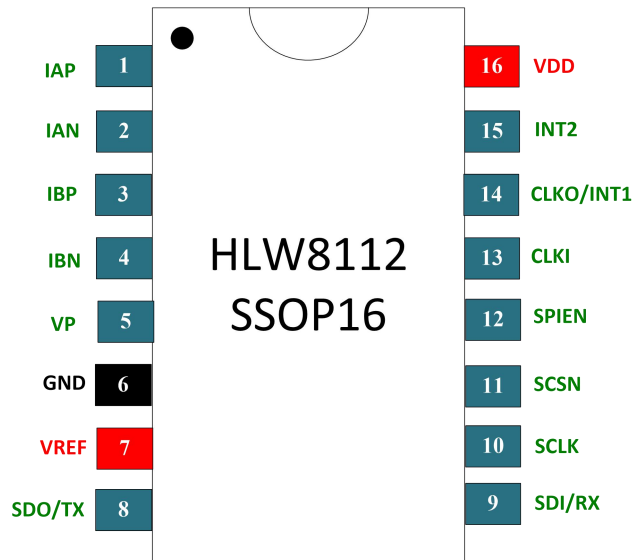 IAP 1
IAN 2
IBP 3
IBN 4
VP 5
GND 6
VREF 7
SDO/TX 8
HLW8112
SSOP16
16 VDD
15 INT2
14 CLKO/INT1
13 CLKI
12 SPIEN
11 SCSN
10 SCLK
9 SDI/RX